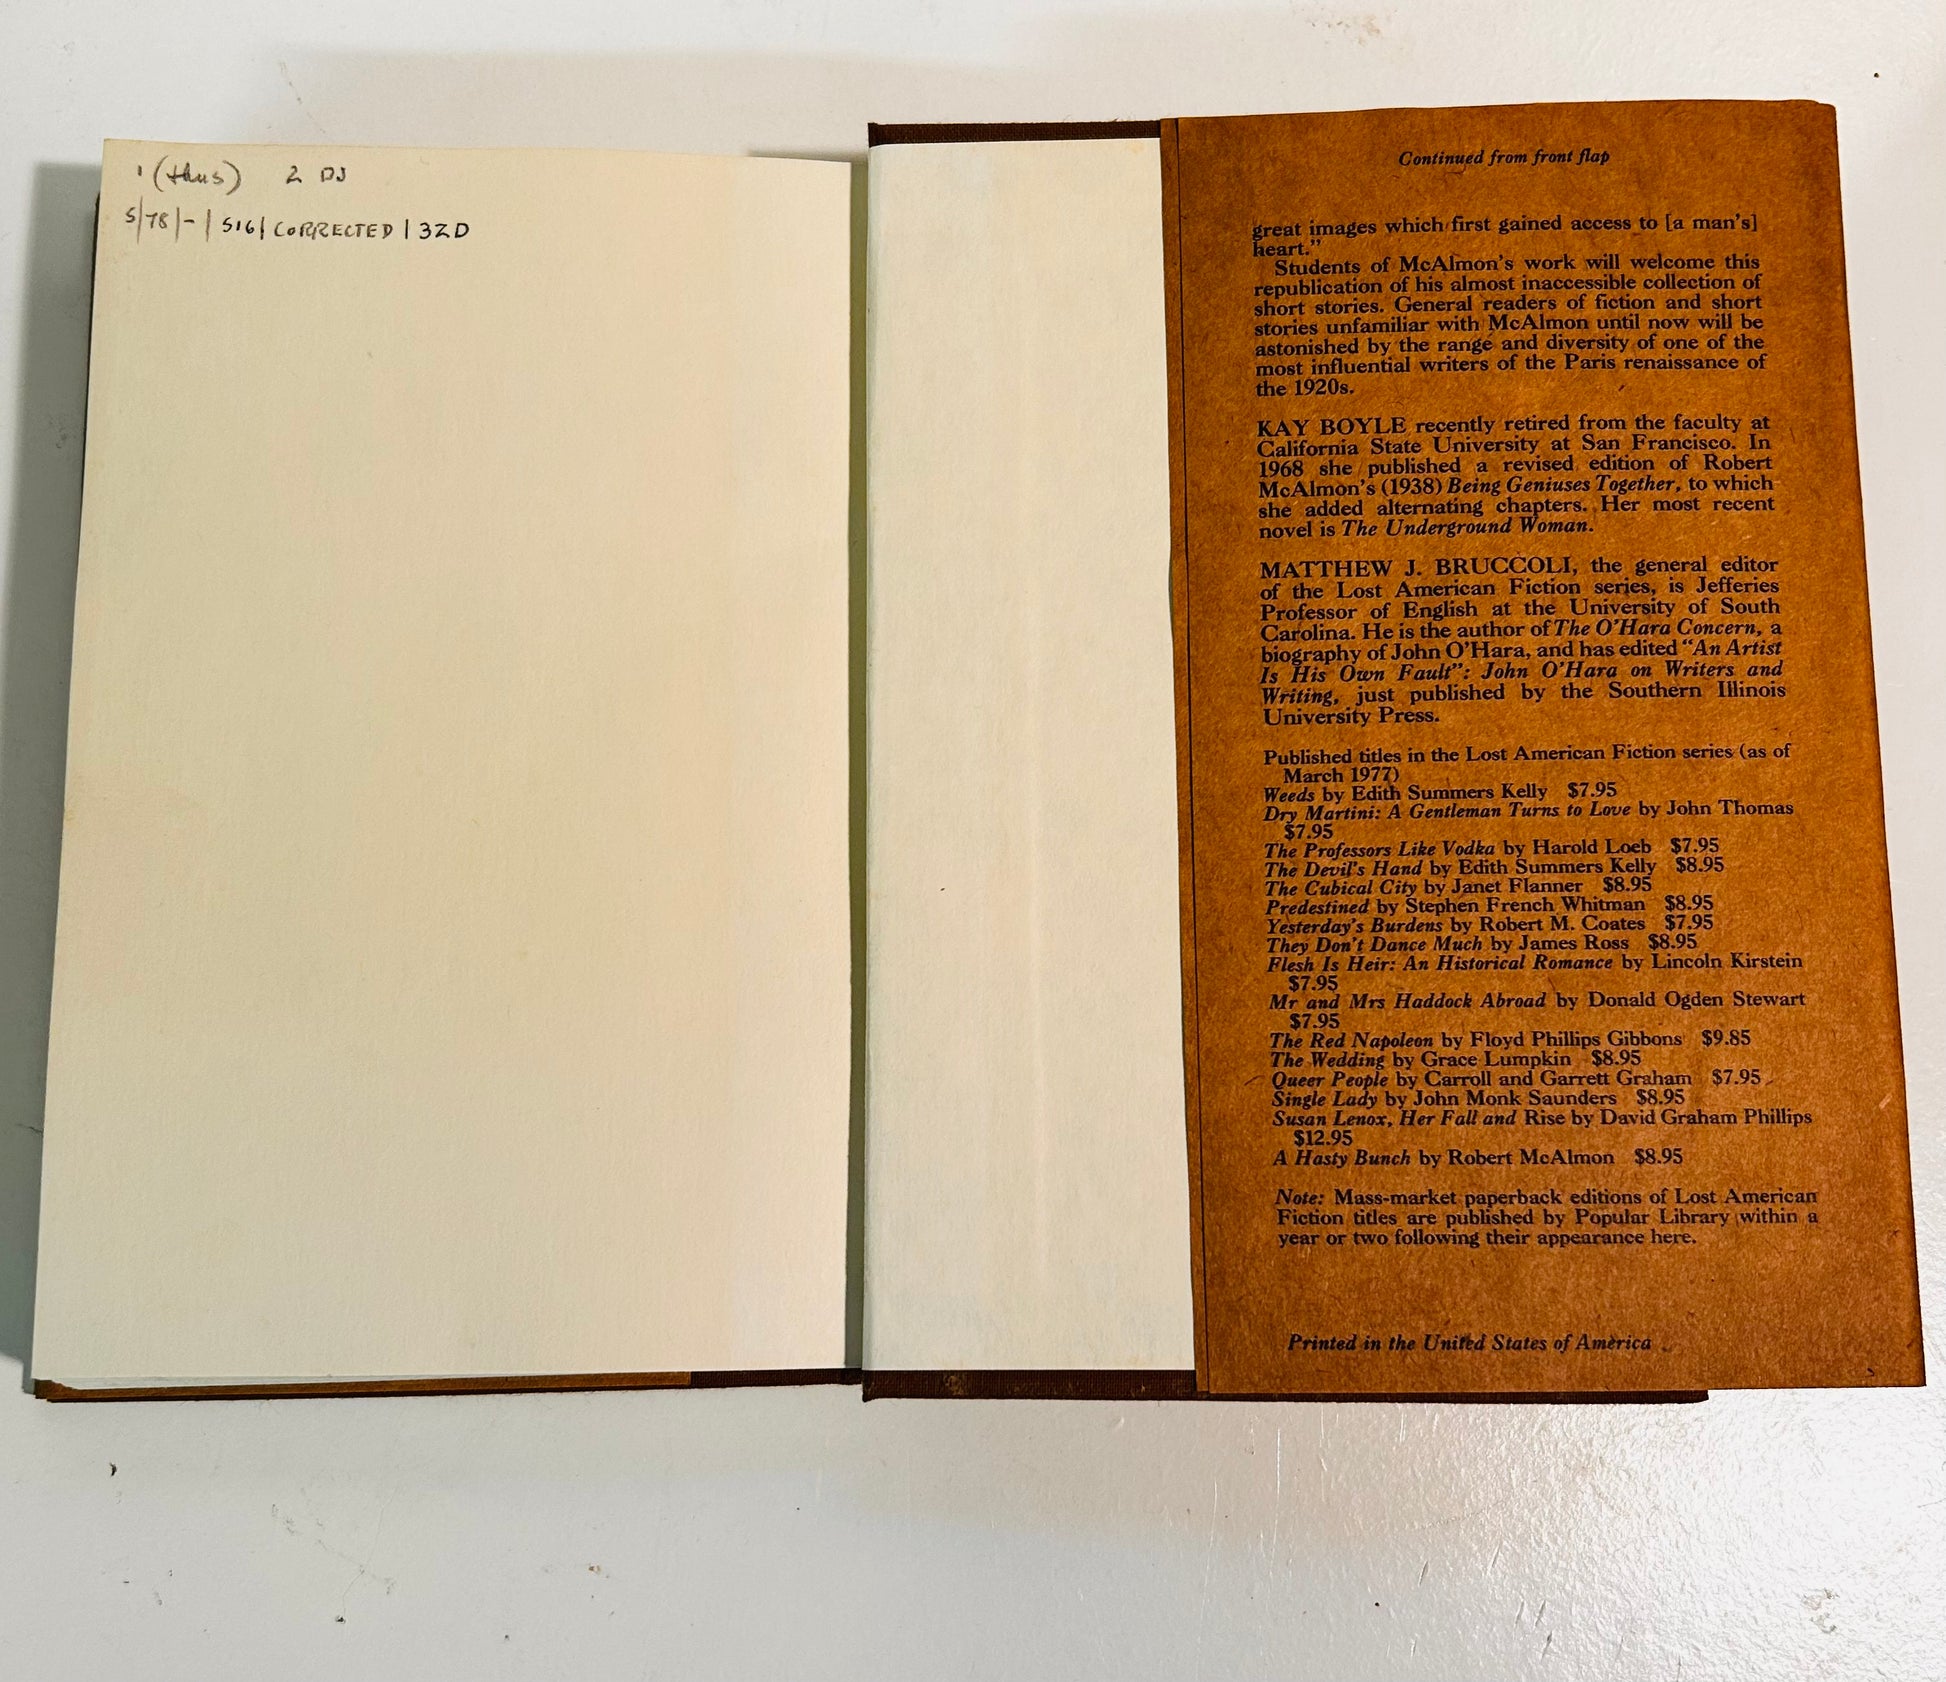 1 (thus) 2 DJ
5/78/-/SIG/CORRECTED/3ZD
Continued from front flap
great images which first gained access to [a man's]
heart."
Students of McAlmon's work will welcome this
republication of his almost inaccessible collection of
short stories. General readers of fiction and short
stories unfamiliar with McAlmon until now will be
astonished by the range and diversity of one of the
most influential writers of the Paris renaissance of
the 1920s.
KAY BOYLE recently retired from the faculty at
California State University at San Francisco. In
1968 she published a revised edition of Robert
McAlmon's (1938) Being Geniuses Together, to which
she added alternating chapters. Her most recent
novel is The Underground Woman.
MATTHEW J. BRUCCOLI, the general editor
of the Lost American Fiction series, is Jefferies
Professor of English at the University of South
Carolina. He is the author of The O'Hara Concern, a
biography of John O'Hara, and has edited "An Artist
Is His Own Fault": John O'Hara on Writers and
Writing, just published by the Southern Illinois
University Press.
Published titles in the Lost American Fiction series (as of
March 1977)
Weeds by Edith Summers Kelly $7.95
Dry Martini: A Gentleman Turns to Love by John Thomas
$7.95
The Professors Like Vodka by Harold Loeb $7.95
The Devil's Hand by Edith Summers Kelly $8.95
The Cubical City by Janet Flanner $8.95
Predestined by Stephen French Whitman $8.95
Yesterday's Burdens by Robert M. Coates $7.95
They Don't Dance Much by James Ross $8.95
Flesh Is Heir: An Historical Romance by Lincoln Kirstein
$7.95
Mr and Mrs Haddock Abroad by Donald Ogden Stewart
$7.95
The Red Napoleon by Floyd Phillips Gibbons $9.85
The Wedding by Grace Lumpkin $8.95
Queer People by Carroll and Garrett Graham $7.95
Single Lady by John Monk Saunders $8.95
Susan Lenox, Her Fall and Rise by David Graham Phillips
$12.95
A Hasty Bunch by Robert McAlmon $8.95
Note: Mass-market paperback editions of Lost American
Fiction titles are published by Popular Library within a
year or two following their appearance here.
Printed in the United States of America